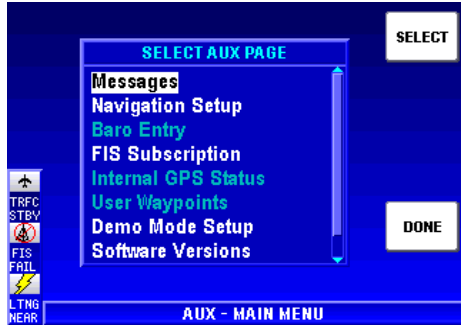 SELECT
SELECT AUX PAGE
Messages
Navigation Setup
Baro Entry
FIS Subscription
Internal GPS Status
User Waypoints
Demo Mode Setup
Software Versions
TRFC
STBY
FIS
FAIL
LTNG
NEAR
DONE
AUX - MAIN MENU